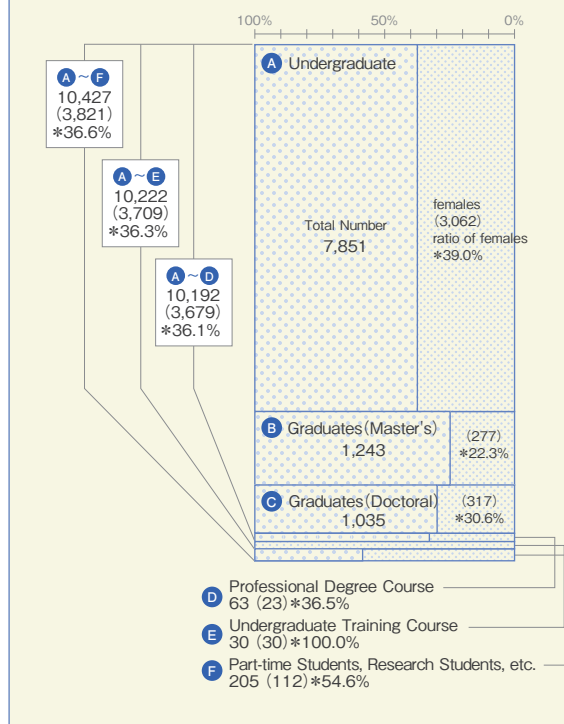 100% 50% 0%
A Undergraduate
A~F
10,427
(3,821)
*36.6%
A~E
10,222
(3,709)
*36.3%
A~D
10,192
(3,679)
*36.1%
Total Number
7,851
females
(3,062)
ratio of females
*39.0%
B Graduates(Master's)
1,243
(277)
*22.3%
C Graduates(Doctoral)
1,035
(317)
*30.6%
D Professional Degree Course
63 (23)*36.5%
E Undergraduate Training Course
30 (30)*100.0%
F Part-time Students, Research Students, etc.
205 (112)*54.6%